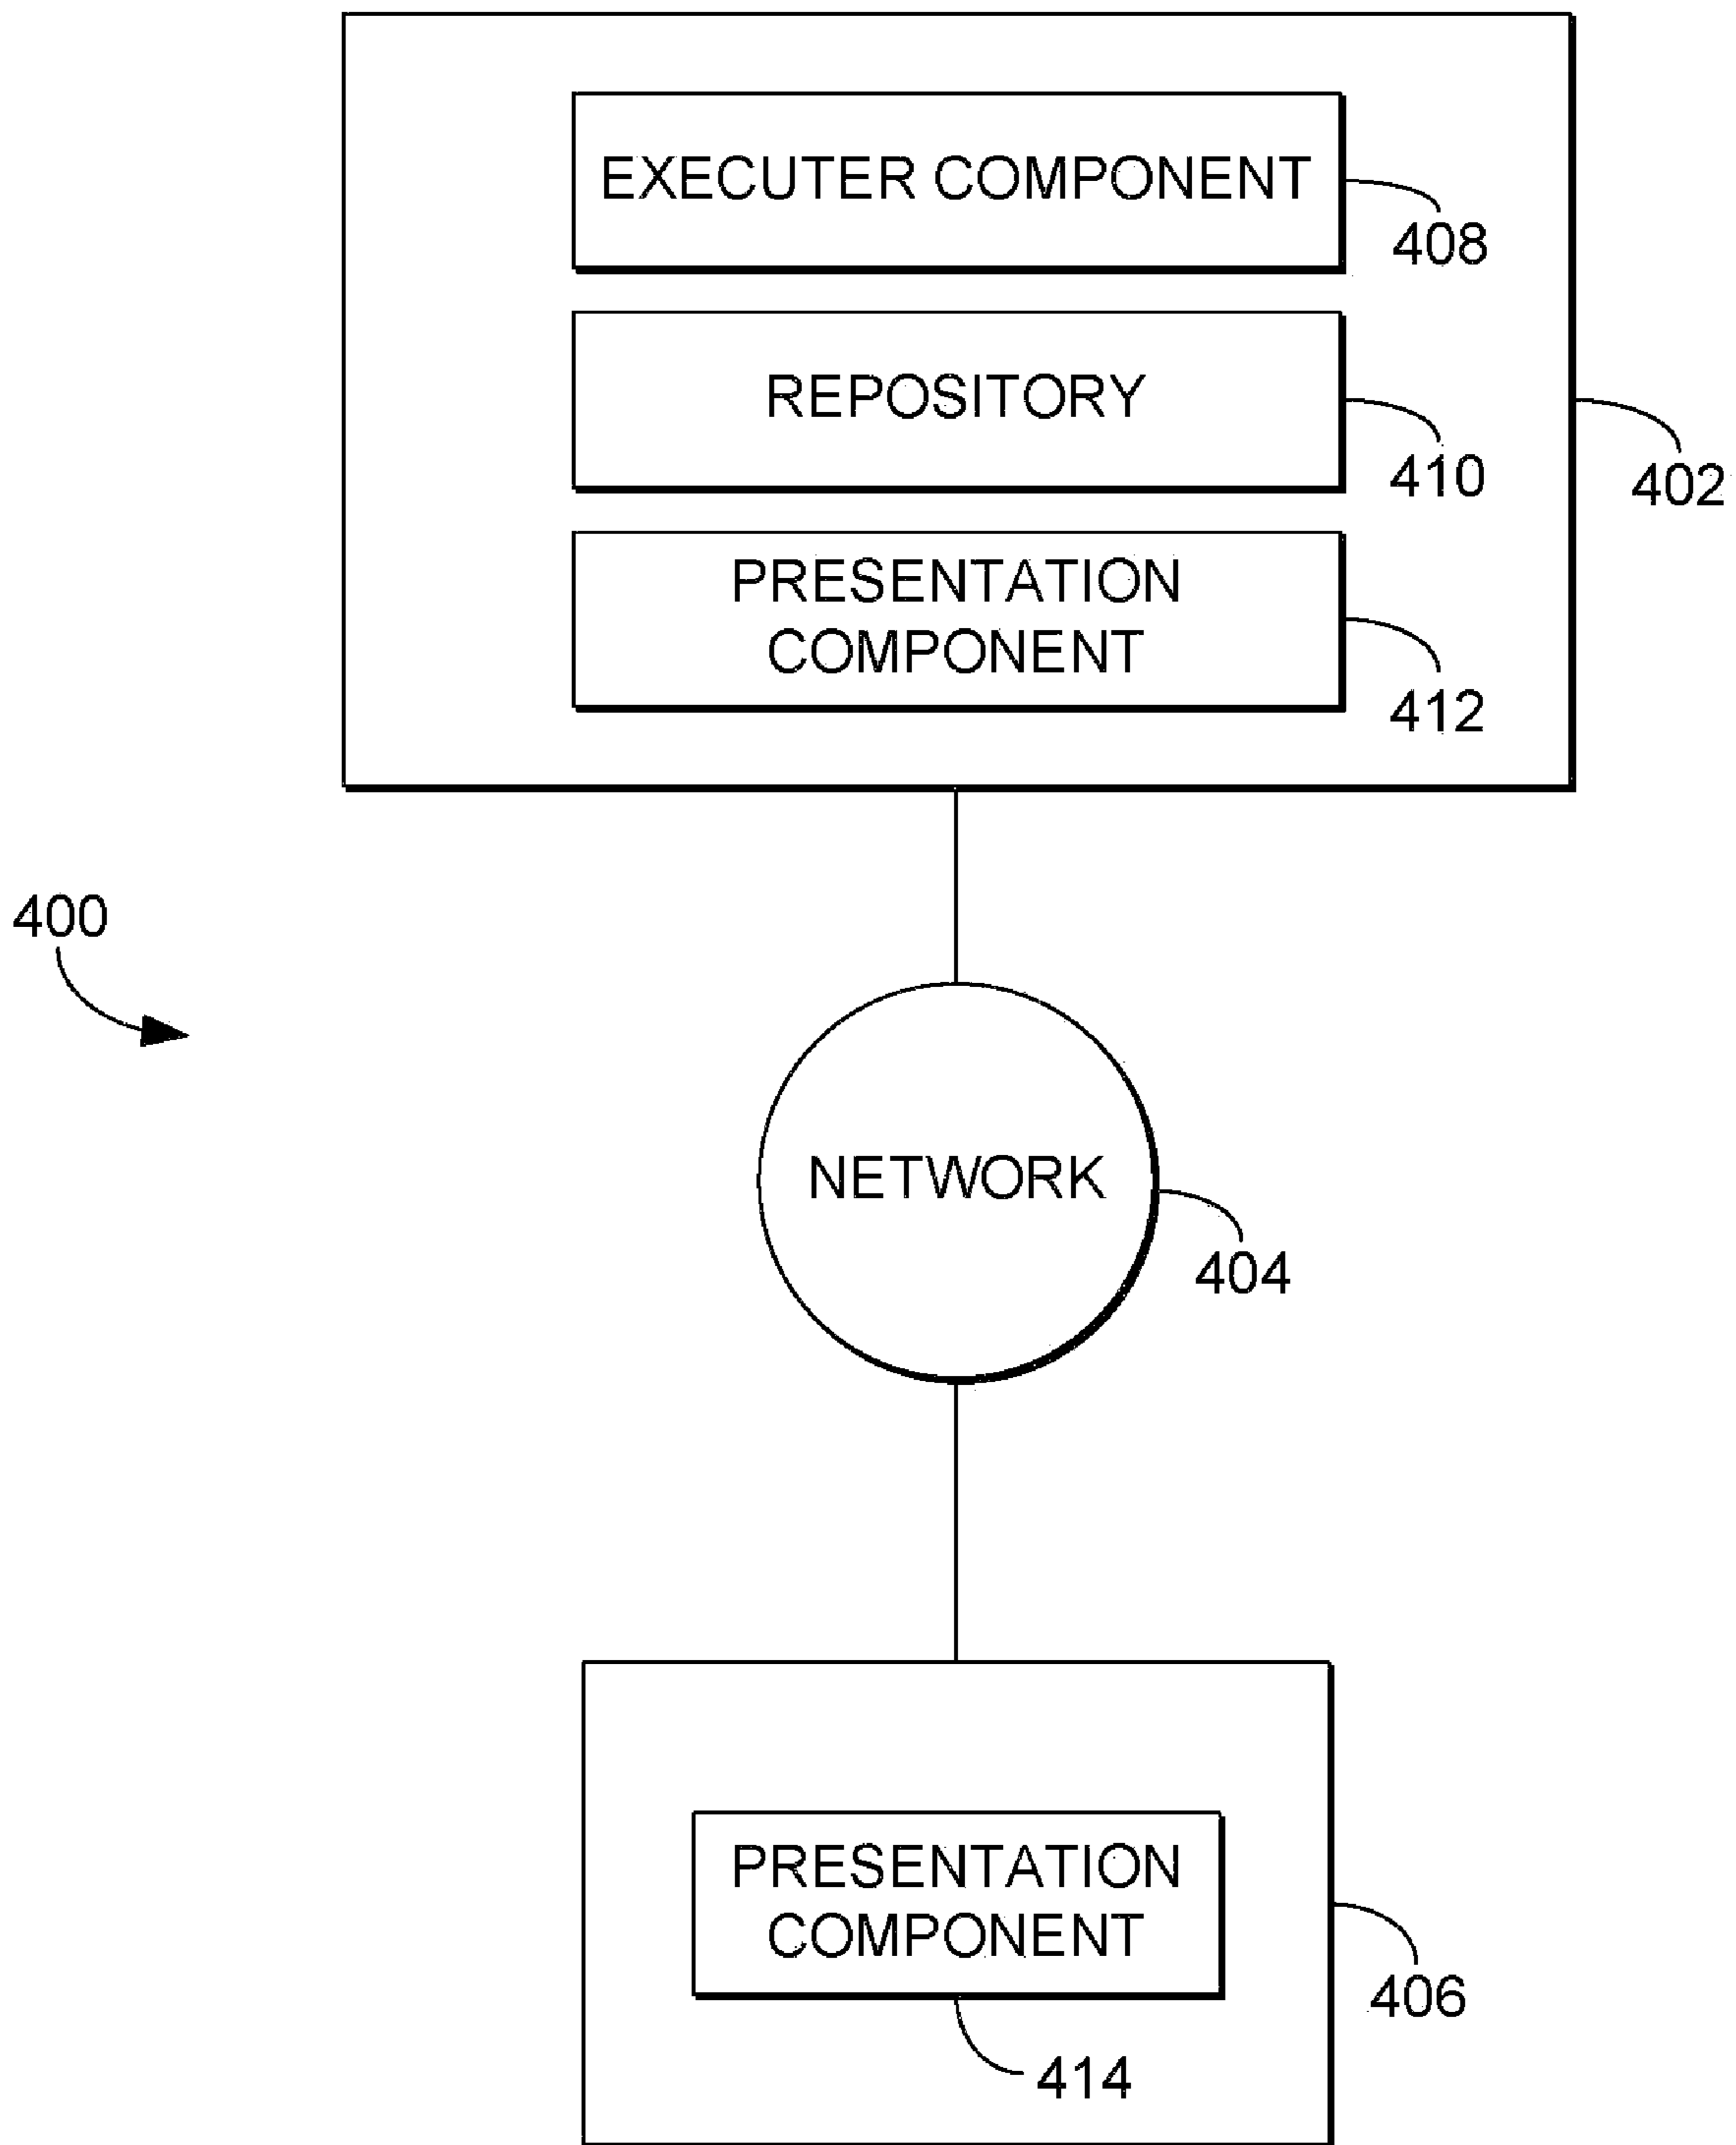 EXECUTER COMPONENT
408
REPOSITORY
410
402
PRESENTATION
COMPONENT
412
400
NETWORK
404
PRESENTATION
COMPONENT
406
414